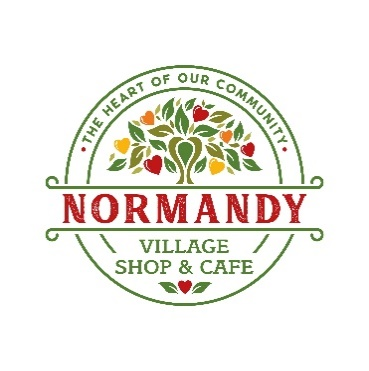 • THE HEART OF OUR COMMUNITY •
NORMANDY
VILLAGE
SHOP & CAFE